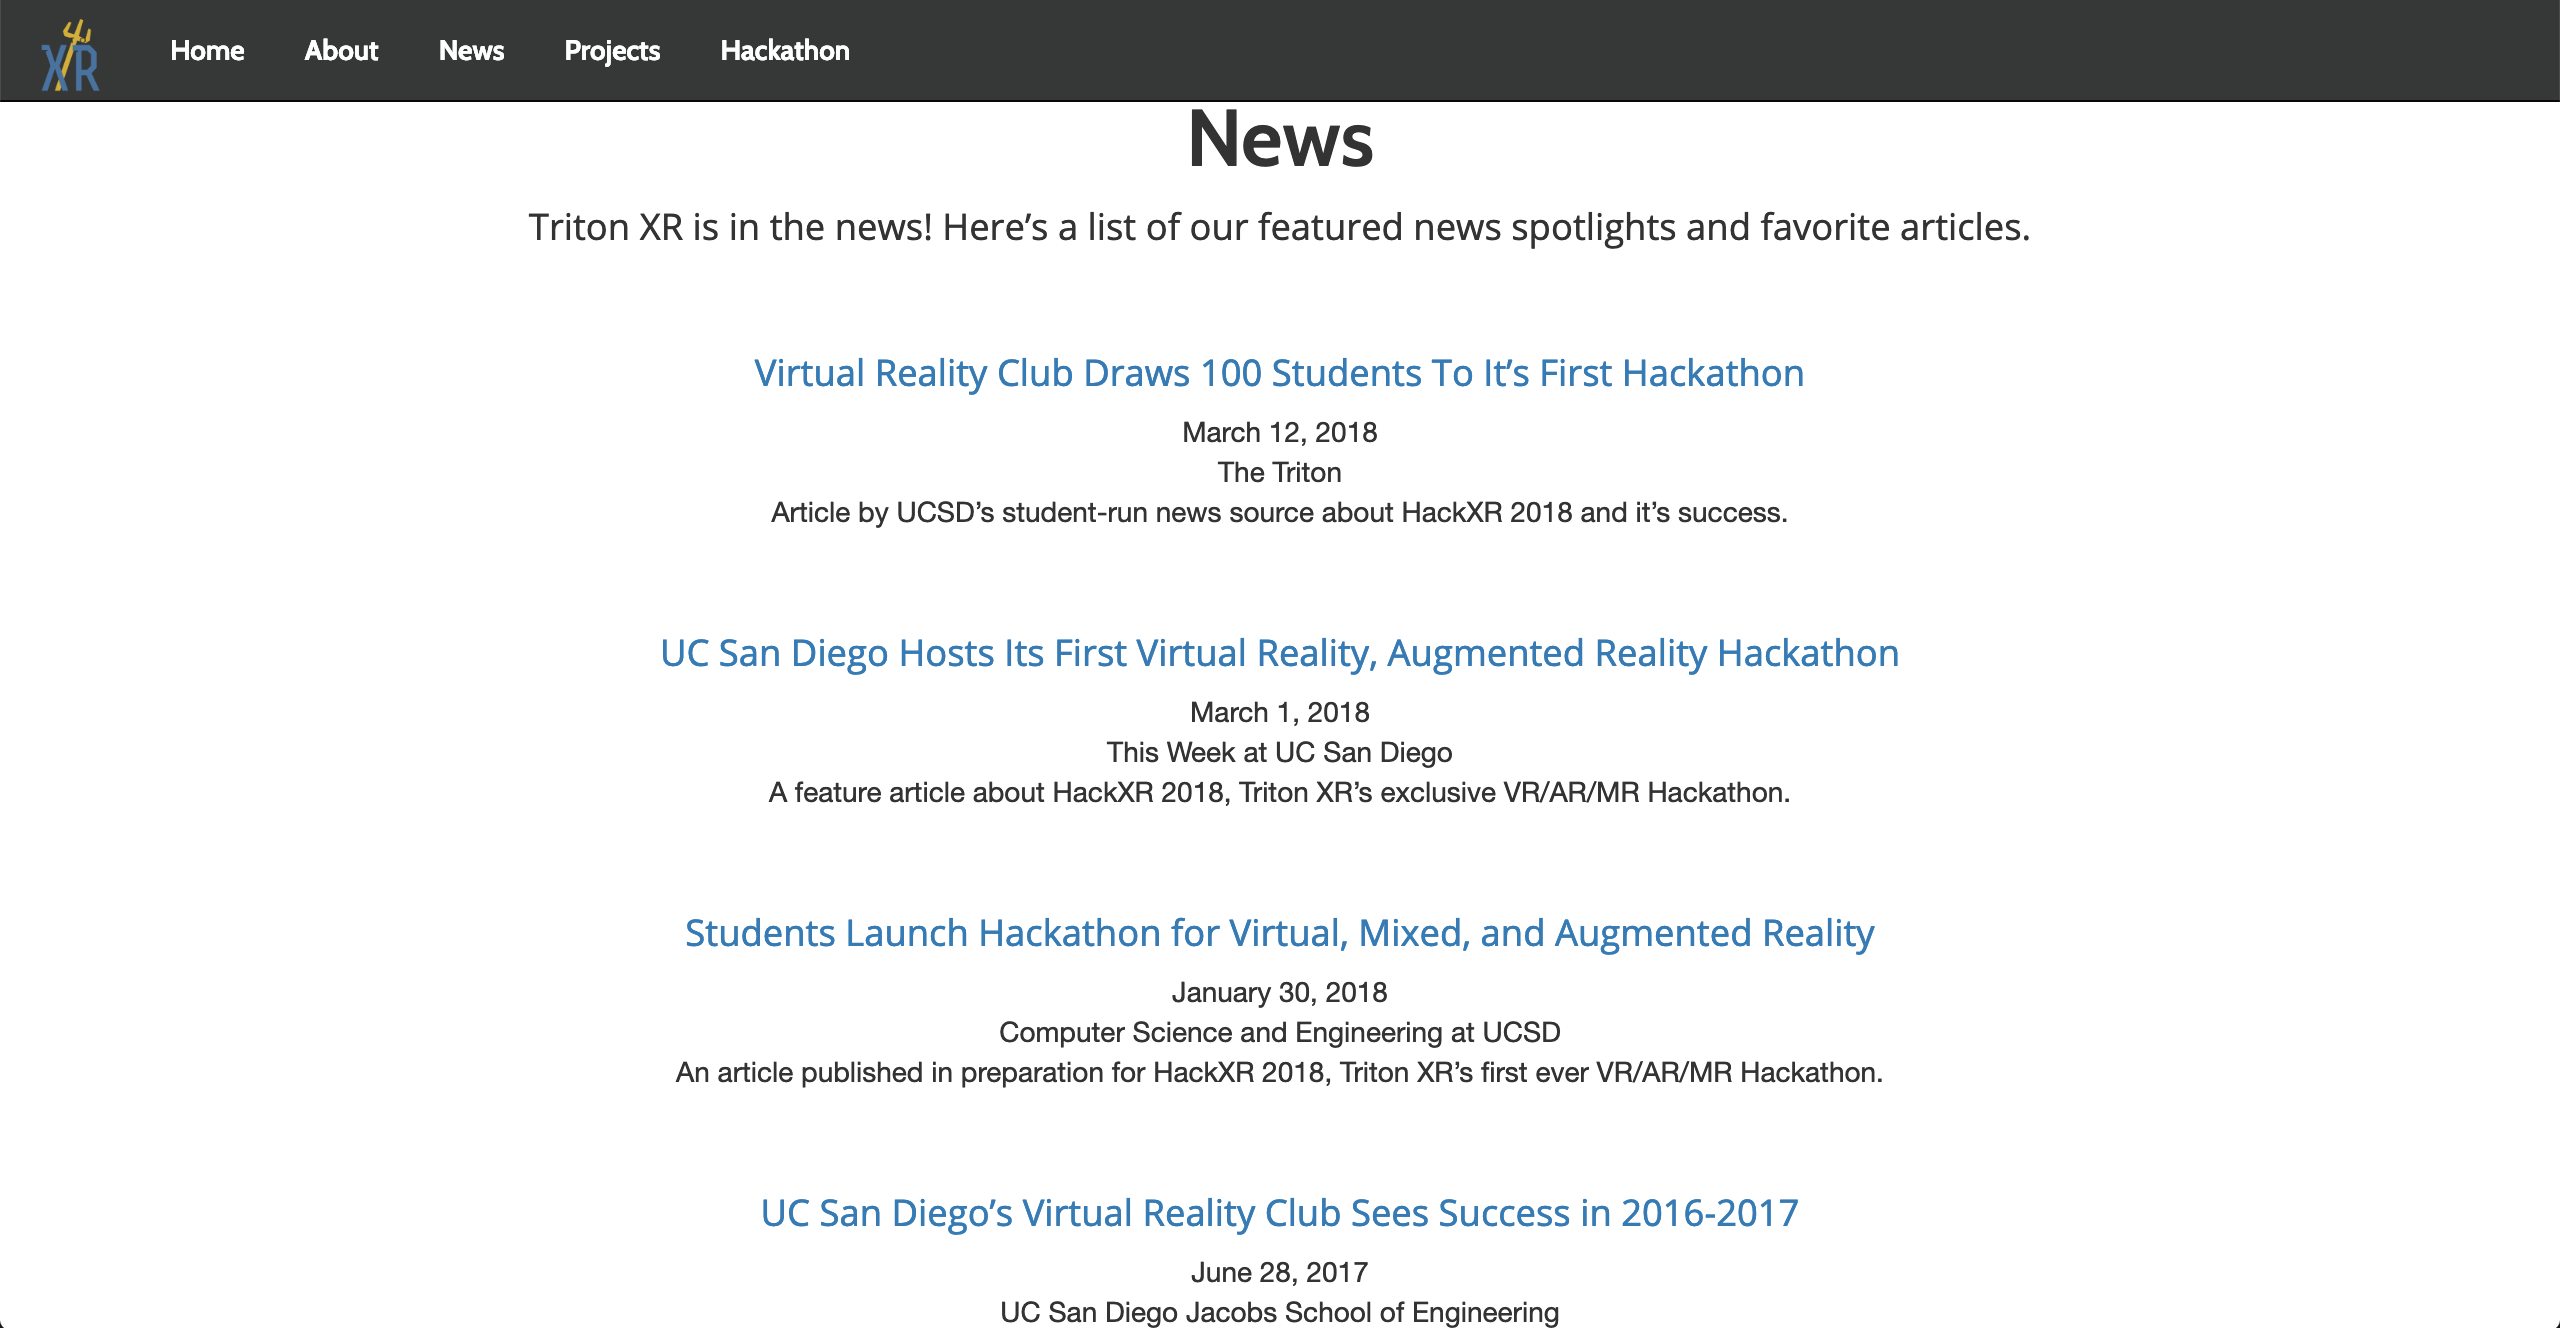 XR
Home About News Projects Hackathon
News
Triton XR is in the news! Here’s a list of our featured news spotlights and favorite articles.
Virtual Reality Club Draws 100 Students To It’s First Hackathon
March 12, 2018
The Triton
Article by UCSD’s student-run news source about HackXR 2018 and it’s success.
UC San Diego Hosts Its First Virtual Reality, Augmented Reality Hackathon
March 1, 2018
This Week at UC San Diego
A feature article about HackXR 2018, Triton XR’s exclusive VR/AR/MR Hackathon.
Students Launch Hackathon for Virtual, Mixed, and Augmented Reality
January 30, 2018
Computer Science and Engineering at UCSD
An article published in preparation for HackXR 2018, Triton XR’s first ever VR/AR/MR Hackathon.
UC San Diego’s Virtual Reality Club Sees Success in 2016-2017
June 28, 2017
UC San Diego Jacobs School of Engineering